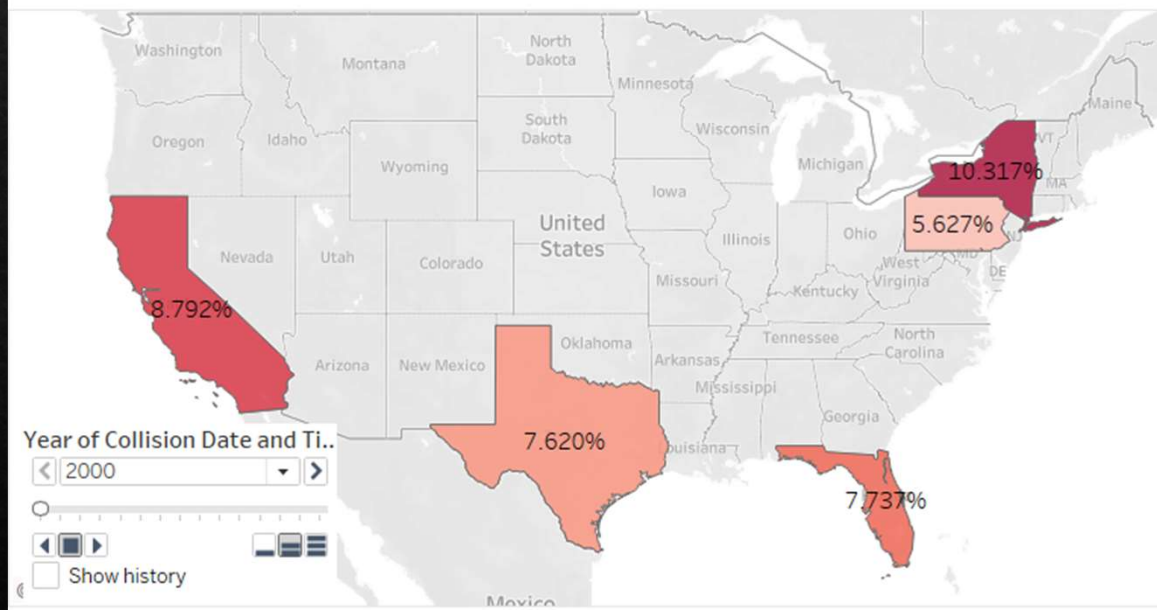 Washington
Montana
North
Dakota
Minnesota
Maine
Oregon
Idaho
South
Dakota
Wisconsin
VT
Wyoming
Michigan
10.317%
MA
Iowa
5.627%
United
States
Nevada
Utah
Colorado
Illinois
Ohio
NJ
MD
DE
West
Virginia
Missouri
Kentucky
8.792%
Arizona
New Mexico
Oklahoma
Arkansas
Tennessee
North
Carolina
Mississippi
Georgia
7.620%
ouisiana
7.737%
Year of Collision Date and Ti..
2000
Show history
Mexico